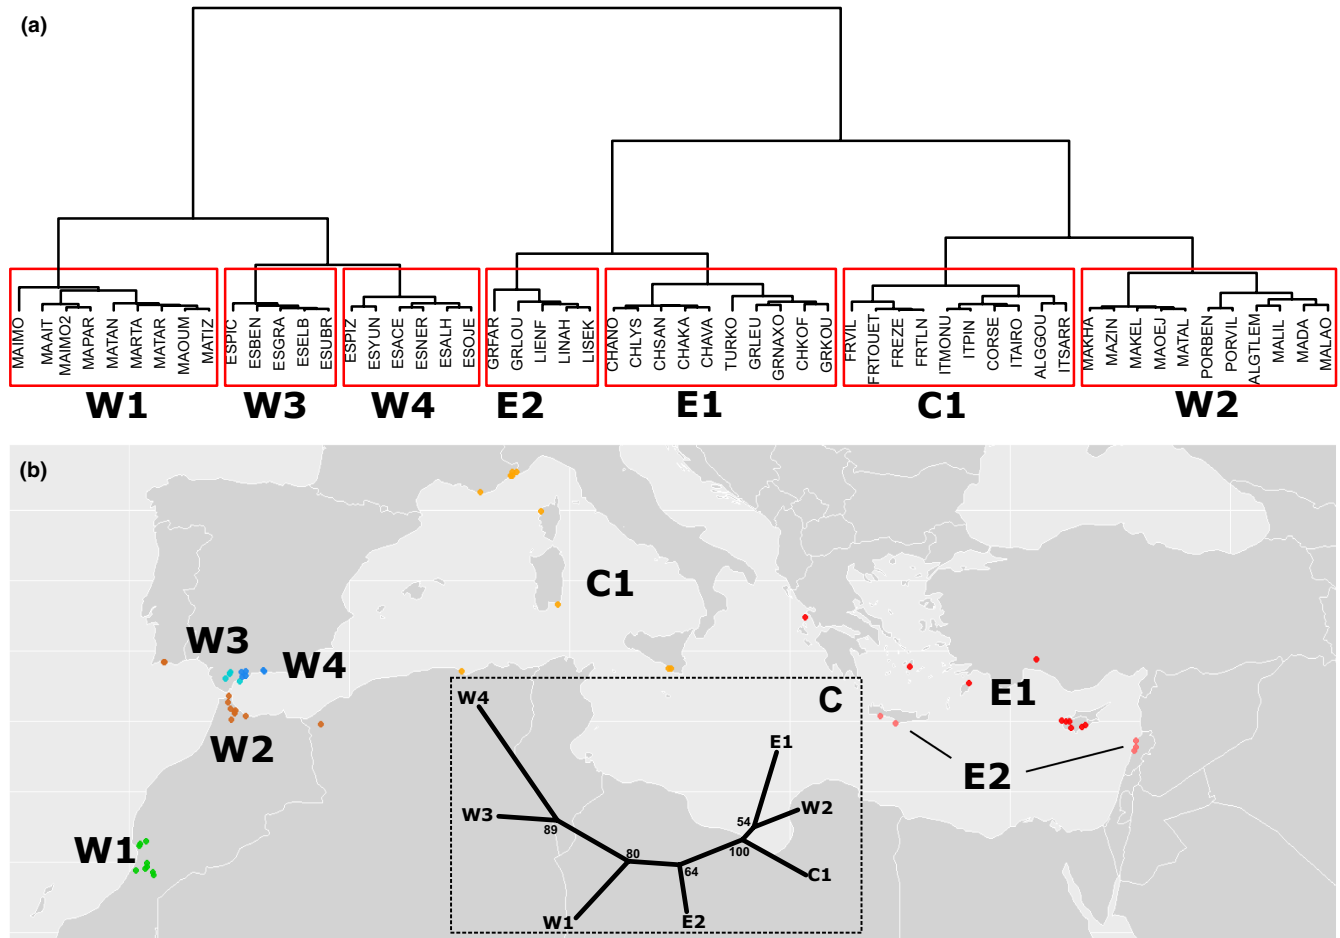 (a)
MAIMO
MAAIT
MAIMO2
MAPAR
MATAN
MARTA
MATAR
MAOUM
MATIZ
ESPIC
ESBEN
ESGRA
ESELB
ESUBR
ESPIZ
ESYUN
ESACE
ESNER
ESALH
ESOJE
GRFAR
GRLOU
LIENF
LINAH
LISEK
CHANO
CHLYS
CHSAN
CHAKA
CHAVA
TURKO
GRLEU
GRNAXO
CHKOF
GRKOU
FRVIL
FRTOUET
FREZE
FRTLN
ITMONU
ITPIN
CORSE
ITAIRO
ALGGOU
ITSARR
MAKHA
MAZIN
MAKEL
MAOEJ
MATAL
PORBEN
PORVIL
ALGTLEM
MALIL
MADA
MALAO
W1
W3
W4
E2
E1
C1
W2
(b)
C1
W3
W4
W2
E1
E2
W1
C
W4
E1
W3
W2
89
54
80
100
64
C1
W1
E2